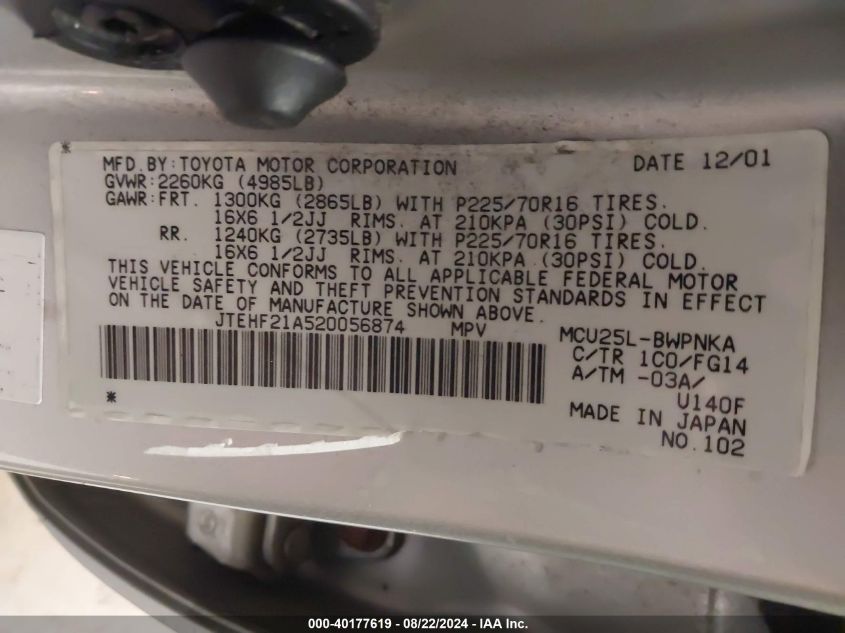 MFD.BY:TOYOTA MOTOR CORPORATION DATE 12/01
GVWR:2260KG (4985LB)
GAWR:FRT. 1300KG (2865LB) WITH P225/70R16 TIRES.
16X6 1/2JJ RIMS. AT 210KPA (30PSI) COLD.
RR. 1240KG (2735LB) WITH P225/70R16 TIRES.
16X6 1/2JJ RIMS. AT 210KPA (30PSI) COLD.
THIS VEHICLE CONFORMS TO ALL APPLICABLE FEDERAL MOTOR
VEHICLE SAFETY AND THEFT PREVENTION STANDARDS IN EFFECT
ON THE DATE OF MANUFACTURE SHOWN ABOVE.
JTEHF21A520056874 MPV
MCU25L-BWPNKA
C/TR 1C0/FG14
A/TM -03A/
U140F
MADE IN JAPAN
NO.102
000-40177619 - 08/22/2024 - IAA Inc.